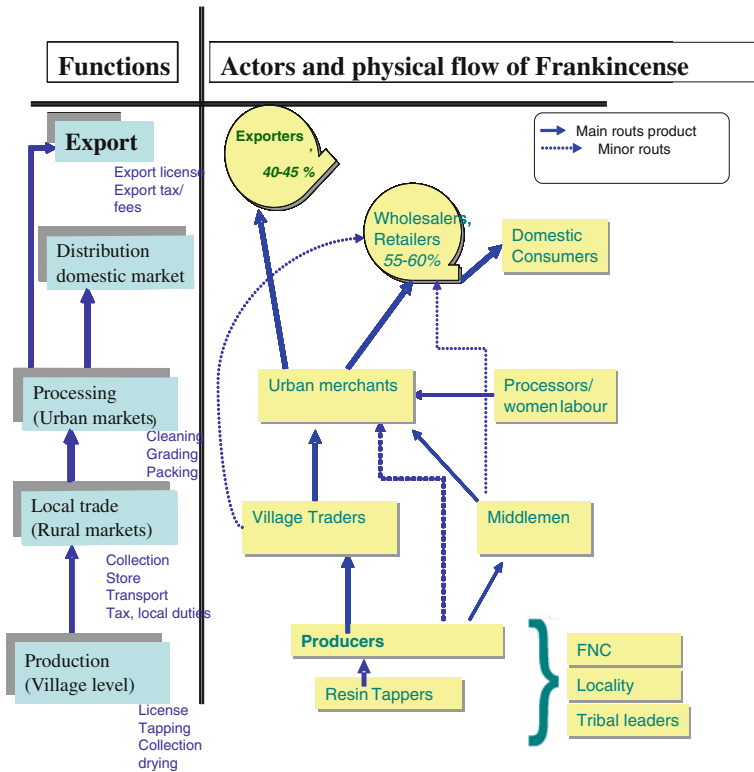 Functions
Actors and physical flow of Frankincense
Export
Export license
Export tax/
fees
Distribution
domestic market
Processing
(Urban markets)
Cleaning
Grading
Packing
Local trade
(Rural markets)
Collection
Store
Transport
Tax, local duties
Production
(Village level)
License
Tapping
Collection
drying
Main routs product
Minor routs
Exporters
,
40-45 %
Wholesalers,
Retailers
55-60%
Domestic
Consumers
Urban merchants
Processors/
women labour
Village Traders
Middlemen
Producers
Resin Tappers
FNC
Locality
Tribal leaders